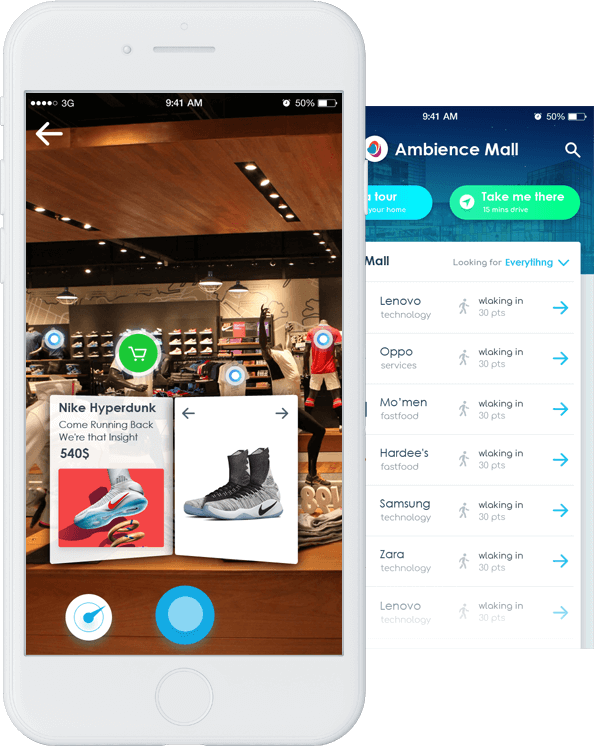 3G
9:41 AM
50%
Nike Hyperdunk
Come Running Back
We're that Insight
540$
9:41 AM
50%
Ambience Mall
a tour
your home
Take me there
15 mins drive
Mall
Looking for Everytihng
Lenovo
technology
wlaking in
30 pts
Oppo
services
wlaking in
30 pts
Mo'men
fastfood
wlaking in
30 pts
Hardee's
fastfood
wlaking in
30 pts
Samsung
technology
wlaking in
30 pts
Zara
technology
wlaking in
30 pts
Lenovo
technology
wlaking in
30 pts